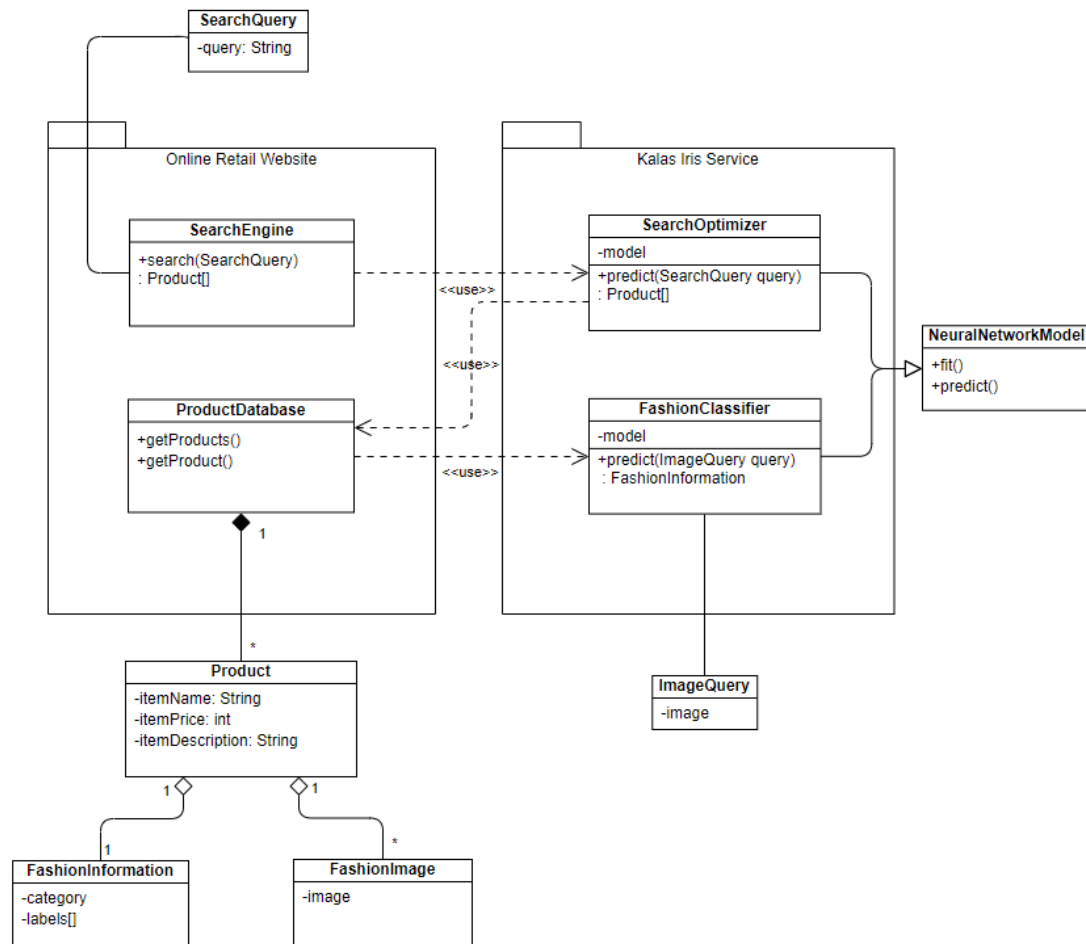 SearchQuery
-query: String
Online Retail Website
Kalas Iris Service
SearchEngine
+search(SearchQuery)
: Product[]
SearchOptimizer
-model
+predict(SearchQuery query)
: Product[]
<<use>>
NeuralNetworkModel
+fit()
+predict()
<<use>>
ProductDatabase
+getProducts()
+getProduct()
FashionClassifier
-model
+predict(ImageQuery query)
: FashionInformation
<<use>>
1
*
Product
-itemName: String
-itemPrice: int
-itemDescription: String
ImageQuery
-image
1
1
1
*
FashionInformation
-category
-labels[]
FashionImage
-image